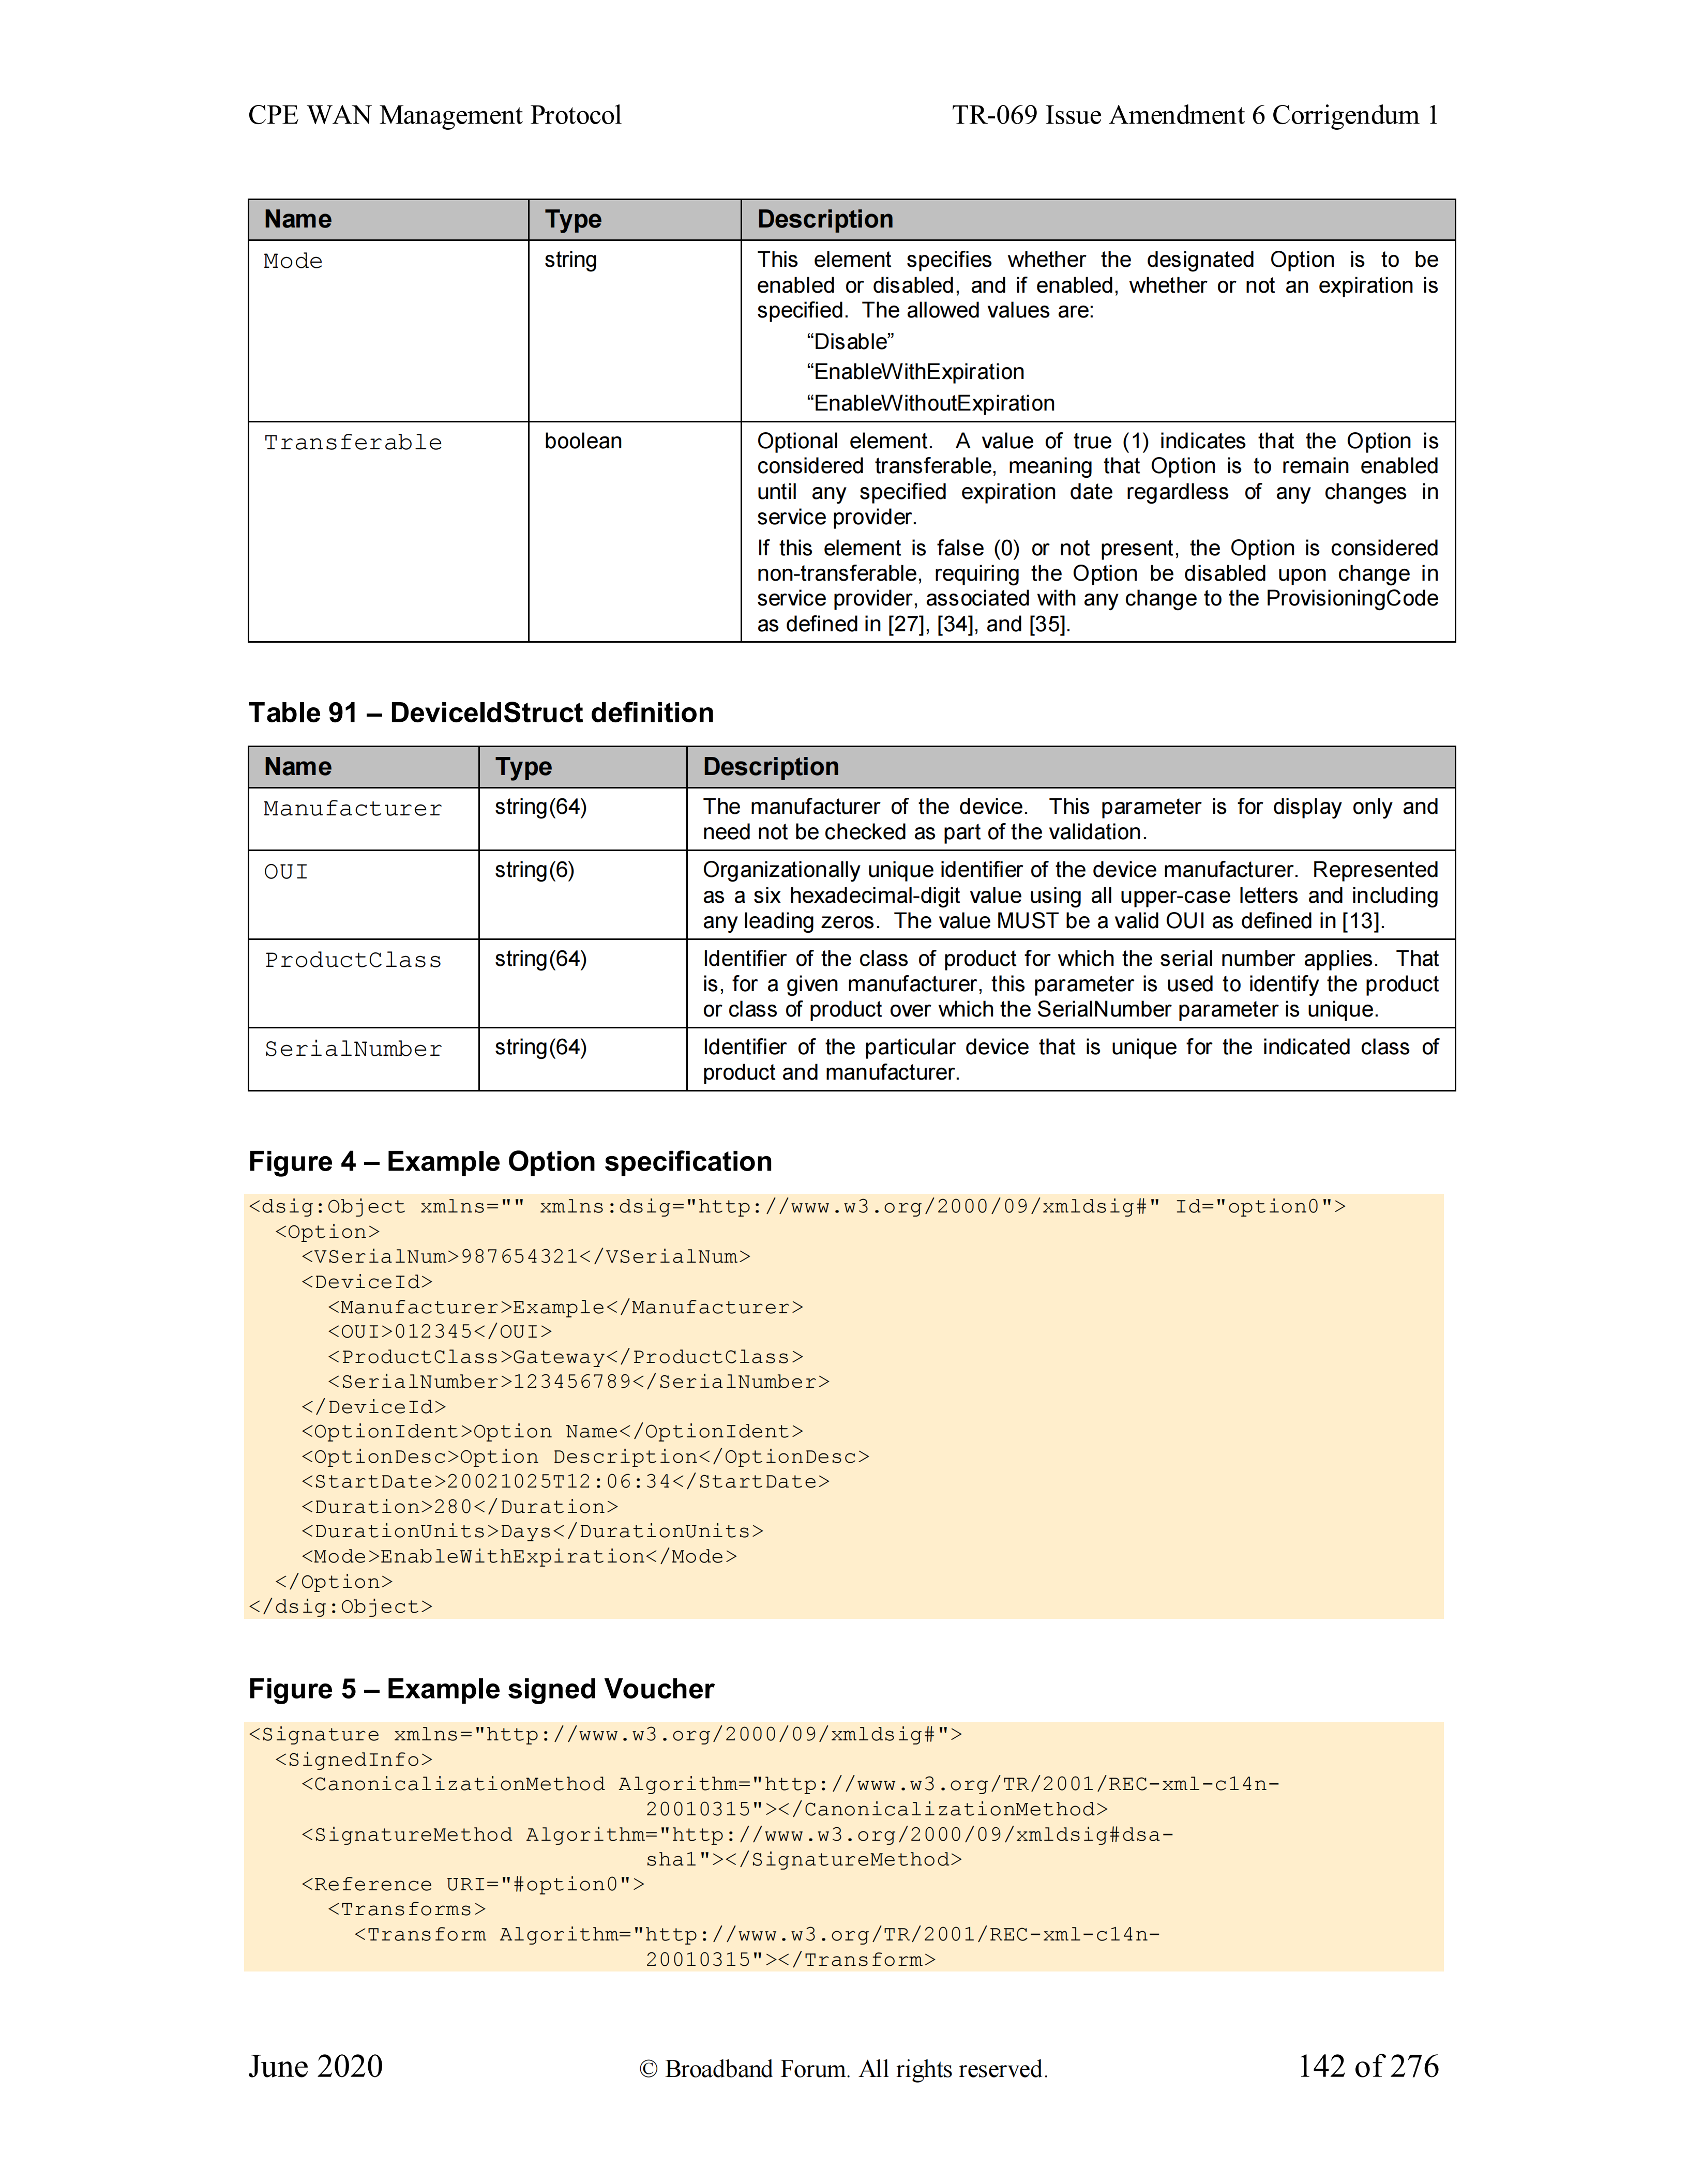 CPE WAN Management Protocol TR-069 Issue Amendment 6 Corrigendum 1
Name Type Description
Mode string This element specifies whether the designated Option is to be
enabled or disabled, and if enabled, whether or not an expiration is
specified. The allowed values are:
“Disable”
“EnableWithExpiration
“EnableWithoutExpiration
Transferable boolean Optional element. A value of true (1) indicates that the Option is
considered transferable, meaning that Option is to remain enabled
until any specified expiration date regardless of any changes in
service provider.
If this element is false (0) or not present, the Option is considered
non-transferable, requiring the Option be disabled upon change in
service provider, associated with any change to the ProvisioningCode
as defined in [27], [34], and [35].
Table 91 – DeviceIdStruct definition
Name Type Description
Manufacturer string(64) The manufacturer of the device. This parameter is for display only and
need not be checked as part of the validation.
OUI string(6) Organizationally unique identifier of the device manufacturer. Represented
as a six hexadecimal-digit value using all upper-case letters and including
any leading zeros. The value MUST be a valid OUI as defined in [13].
ProductClass string(64) Identifier of the class of product for which the serial number applies. That
is, for a given manufacturer, this parameter is used to identify the product
or class of product over which the SerialNumber parameter is unique.
SerialNumber string(64) Identifier of the particular device that is unique for the indicated class of
product and manufacturer.
Figure 4 – Example Option specification
<dsig:Object xmlns="" xmlns:dsig="http://www.w3.org/2000/09/xmldsig#" Id="option0">
<Option>
<VSerialNum>987654321</VSerialNum>
<DeviceId>
<Manufacturer>Example</Manufacturer>
<OUI>012345</OUI>
<ProductClass>Gateway</ProductClass>
<SerialNumber>123456789</SerialNumber>
</DeviceId>
<OptionIdent>Option Name</OptionIdent>
<OptionDesc>Option Description</OptionDesc>
<StartDate>20021025T12:06:34</StartDate>
<Duration>280</Duration>
<DurationUnits>Days</DurationUnits>
<Mode>EnableWithExpiration</Mode>
</Option>
</dsig:Object>
Figure 5 – Example signed Voucher
<Signature xmlns="http://www.w3.org/2000/09/xmldsig#">
<SignedInfo>
<CanonicalizationMethod Algorithm="http://www.w3.org/TR/2001/REC-xml-c14n-
20010315"></CanonicalizationMethod>
<SignatureMethod Algorithm="http://www.w3.org/2000/09/xmldsig#dsa-
sha1"></SignatureMethod>
<Reference URI="#option0">
<Transforms>
<Transform Algorithm="http://www.w3.org/TR/2001/REC-xml-c14n-
20010315"></Transform>
June 2020 © Broadband Forum. All rights reserved. 142 of 276